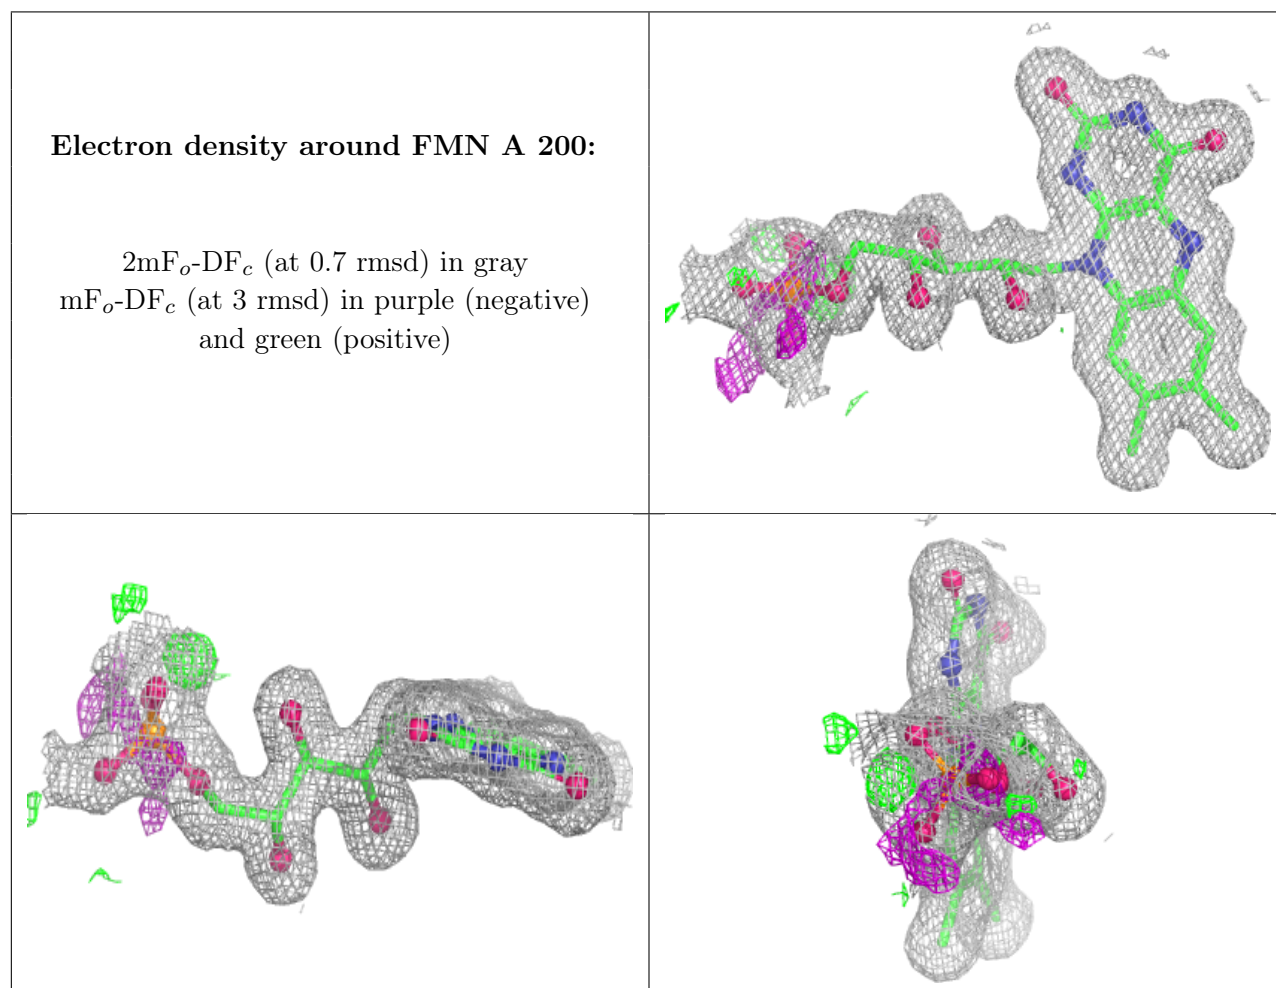 Electron density around FMN A 200:
2mFo-DFc (at 0.7 rmsd) in gray
mFo-DFc (at 3 rmsd) in purple (negative)
and green (positive)